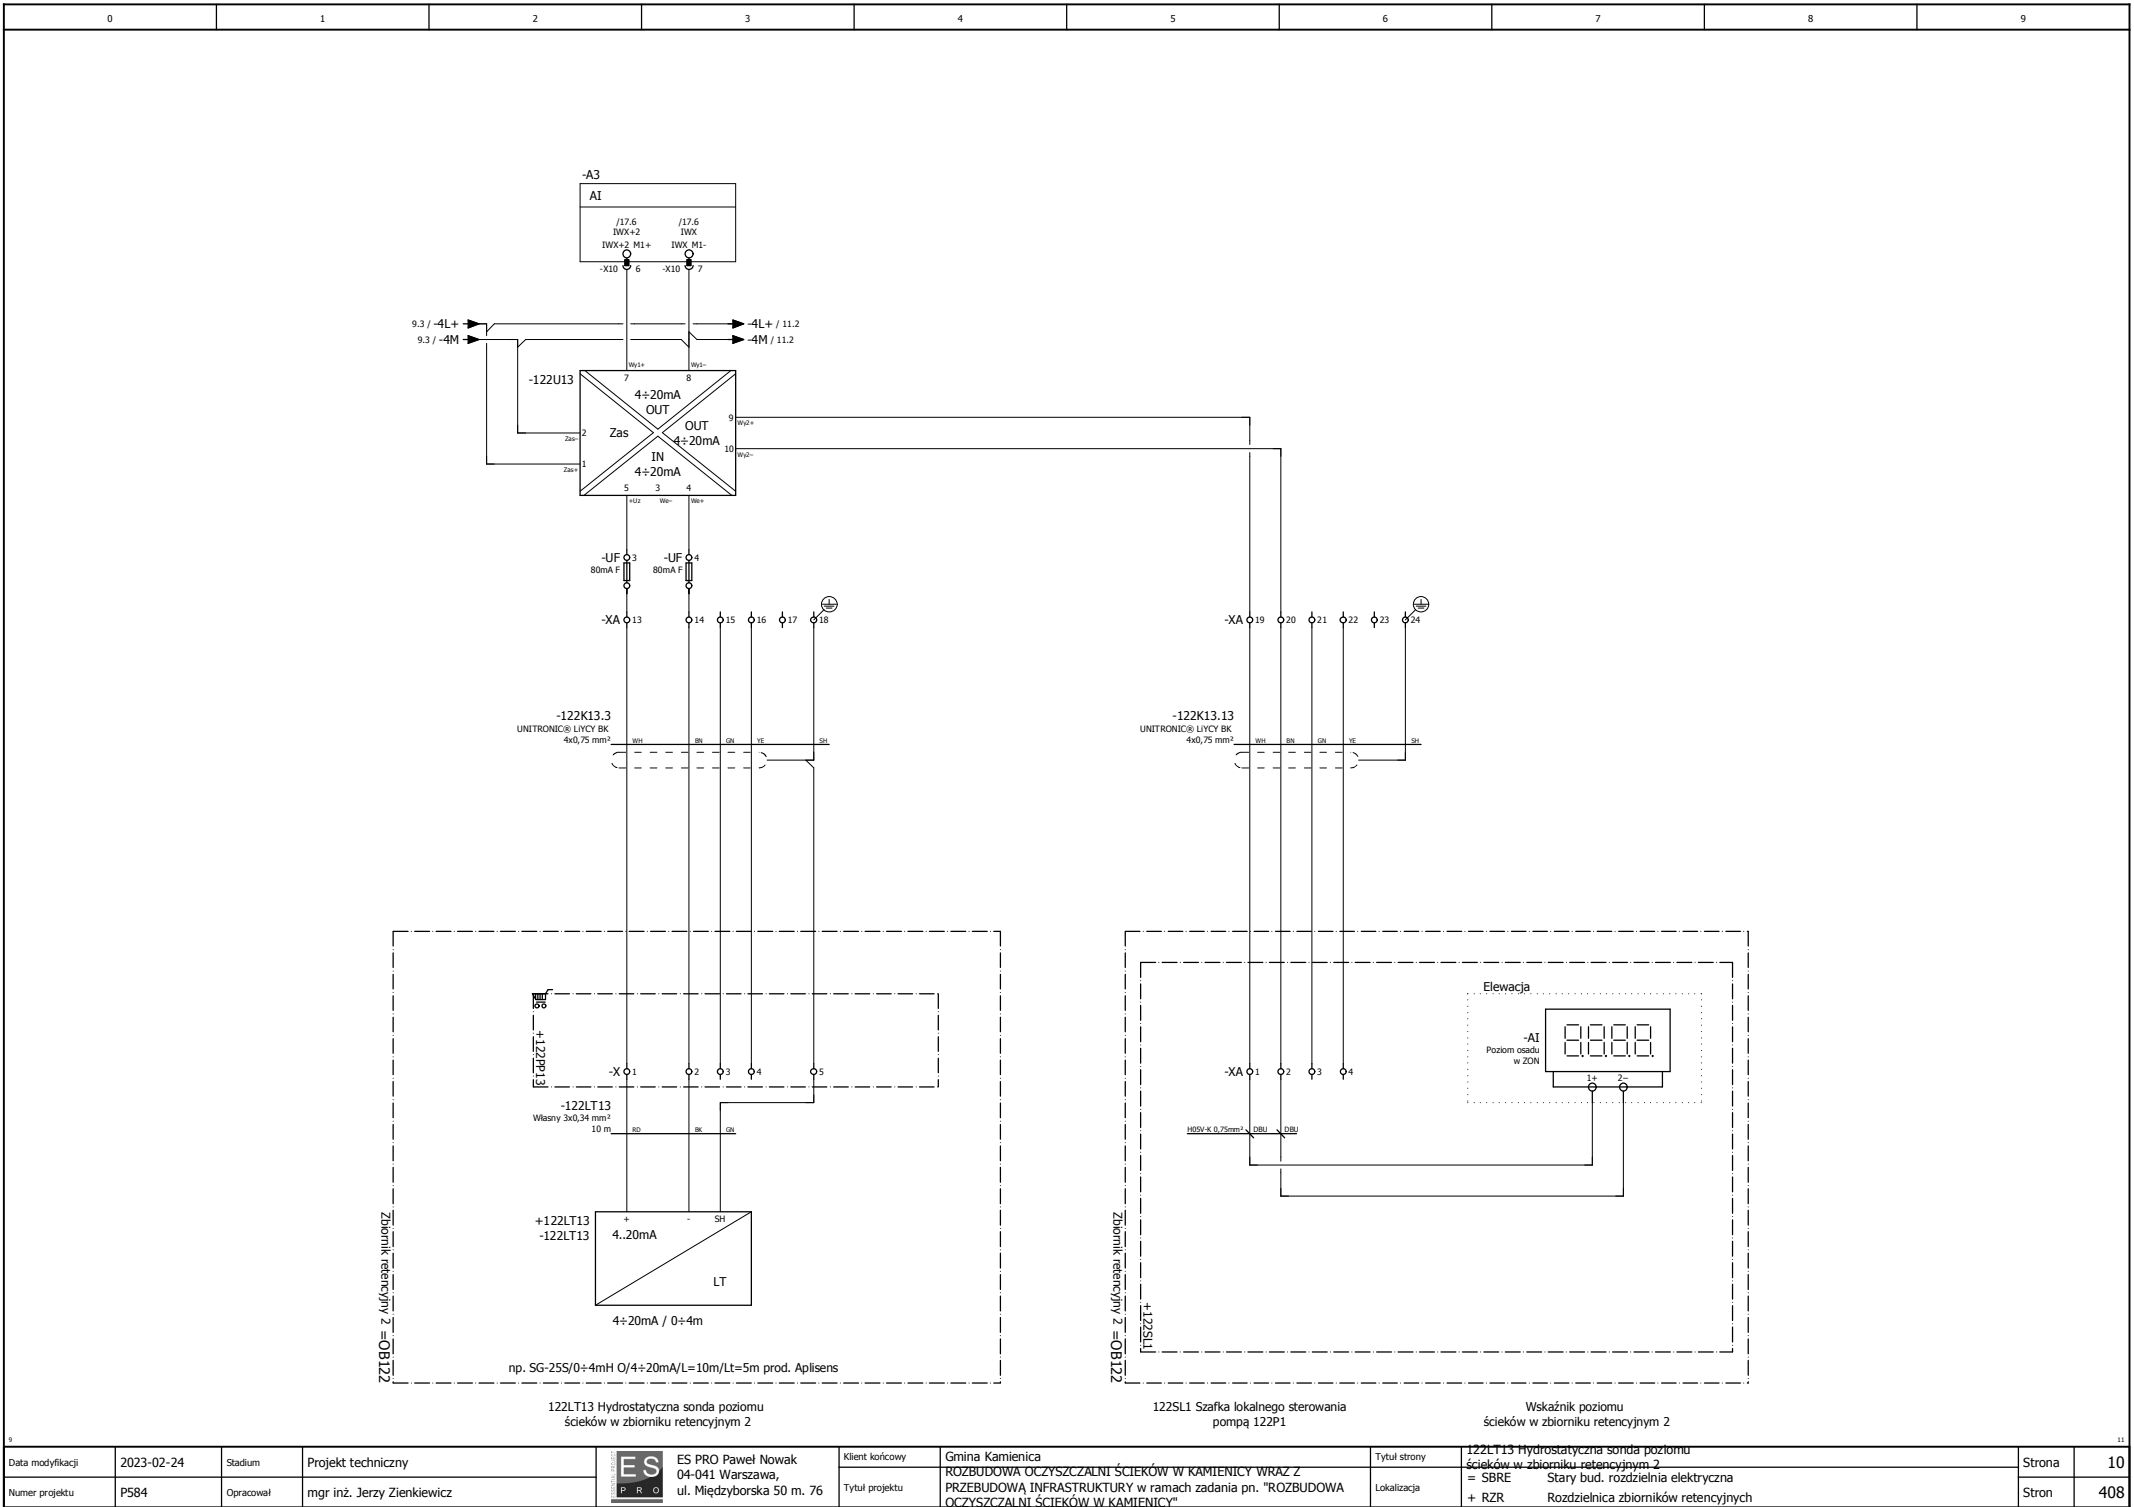 0 1 2 3 4 5 6 7 8 9
-A3
AI
/17.6 /17.6
IWX+2 IWX
IWX+2 M1+ IWX M1-
-X10 6 -X10 7
9.3 / -4L+ -4L+ / 11.2
9.3 / -4M -4M / 11.2
Wy1+ Wy1−
-122U13 7 8
4÷20mA
OUT
Zas OUT
4÷20mA
9 Wy2+
10 Wy2−
2 Zas−
1 Zas+
IN
4÷20mA
5 3 4
+Uz We− We+
-UF 3 -UF 4
80mA F 80mA F
-XA 13 14 15 16 17 18
-XA 19 20 21 22 23 24
-122K13.3
UNITRONIC® LiYCY BK
4x0,75 mm² WH BN GN YE SH
-122K13.13
UNITRONIC® LiYCY BK
4x0,75 mm² WH BN GN YE SH
+122PP13
-X 1 2 3 4 5
-122LT13
Własny 3x0,34 mm²
10 m RD BK GN
+122LT13
-122LT13
+ - SH
4..20mA
LT
4÷20mA / 0÷4m
np. SG-25S/0÷4mH O/4÷20mA/L=10m/Lt=5m prod. Aplisens
Zbiornik retencyjny 2 =OB122
Elewacja
-AI
Poziom osadu
w ZON
8.8.8.8.
1+ 2−
-XA 1 2 3 4
H05V-K 0,75mm² DBU DBU
+122SL1
Zbiornik retencyjny 2 =OB122
122LT13 Hydrostatyczna sonda poziomu
ścieków w zbiorniku retencyjnym 2
122SL1 Szafka lokalnego sterowania
pompą 122P1
Wskaźnik poziomu
ścieków w zbiorniku retencyjnym 2
9 11
Data modyfikacji 2023-02-24 Stadium Projekt techniczny
Numer projektu P584 Opracował mgr inż. Jerzy Zienkiewicz
ESSENTIAL PROJECT
ES
PRO
ES PRO Paweł Nowak
04-041 Warszawa,
ul. Międzyborska 50 m. 76
Klient końcowy Gmina Kamienica
Tytuł projektu ROZBUDOWA OCZYSZCZALNI ŚCIEKÓW W KAMIENICY WRAZ Z
PRZEBUDOWĄ INFRASTRUKTURY w ramach zadania pn. "ROZBUDOWA
OCZYSZCZALNI ŚCIEKÓW W KAMIENICY"
Tytuł strony 122LT13 Hydrostatyczna sonda poziomu
ścieków w zbiorniku retencyjnym 2
Lokalizacja = SBRE Stary bud. rozdzielnia elektryczna
+ RZR Rozdzielnica zbiorników retencyjnych
Strona 10
Stron 408